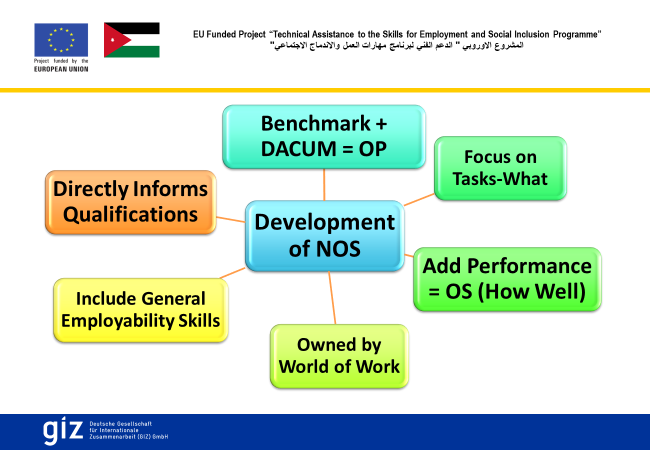 EU Funded Project “Technical Assistance to the Skills for Employment and Social Inclusion Programme”
المشروع الاوروبي " الدعم الفني لبرنامج مهارات العمل والاندماج الاجتماعي"
Project funded by the
EUROPEAN UNION
Benchmark +
DACUM = OP
Focus on
Tasks-What
Directly Informs
Qualifications
Development
of NOS
Add Performance
= OS (How Well)
Include General
Employability Skills
Owned by
World of Work
giz
Deutsche Gesellschaft
für Internationale
Zusammenarbeit (GIZ) GmbH